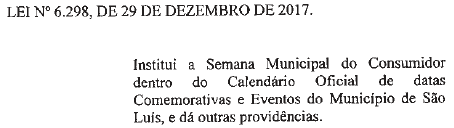 LEI Nº 6.298, DE 29 DE DEZEMBRO DE 2017.
Institui a Semana Municipal do Consumidor
dentro do Calendário Oficial de datas
Comemorativas e Eventos do Município de São
Luís, e dá outras providências.